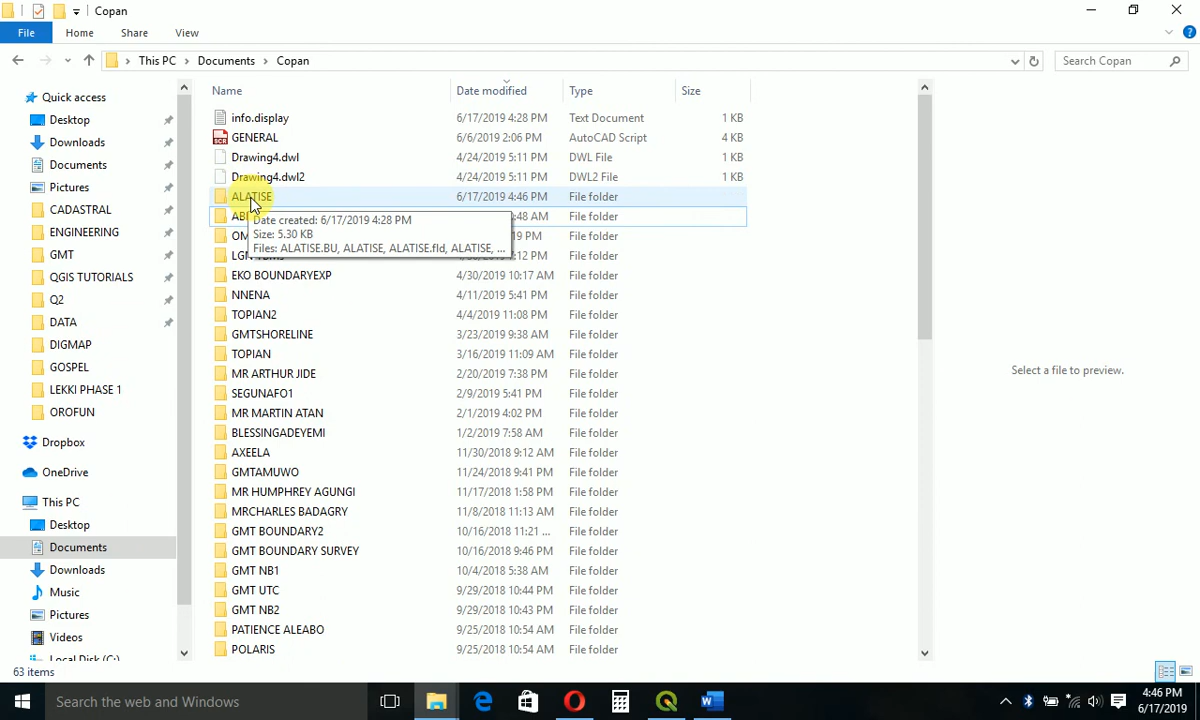 Copan
File Home Share View
This PC Documents Copan
Search Copan
Name Date modified Type Size
Quick access
Desktop
Downloads
Documents
Pictures
CADASTRAL
ENGINEERING
GMT
QGIS TUTORIALS
Q2
DATA
DIGMAP
GOSPEL
LEKKI PHASE 1
OROFUN
Dropbox
OneDrive
This PC
Desktop
Documents
Downloads
Music
Pictures
Videos
Local Disk (C:)
info.display 6/17/2019 4:28 PM Text Document 1 KB
GENERAL 6/6/2019 2:06 PM AutoCAD Script 4 KB
Drawing4.dwl 4/24/2019 5:11 PM DWL File 1 KB
Drawing4.dwl2 4/24/2019 5:11 PM DWL2 File 1 KB
ALATISE 6/17/2019 4:46 PM File folder
:48 AM File folder
Date created: 6/17/2019 4:28 PM
Size: 5.30 KB
Files: ALATISE.BU, ALATISE, ALATISE.fld, ALATISE, ...
PM File folder
:12 PM File folder
EKO BOUNDARYEXP 4/30/2019 10:17 AM File folder
NNENA 4/11/2019 5:41 PM File folder
TOPIAN2 4/4/2019 11:08 PM File folder
GMTSHORELINE 3/23/2019 9:38 AM File folder
TOPIAN 3/16/2019 11:09 AM File folder
MR ARTHUR JIDE 2/20/2019 7:38 PM File folder
SEGUNAFO1 2/9/2019 5:41 PM File folder
MR MARTIN ATAN 2/1/2019 4:02 PM File folder
BLESSINGADEYEMI 1/2/2019 7:58 AM File folder
AXEELA 11/30/2018 9:12 AM File folder
GMTAMUWO 11/24/2018 9:41 PM File folder
MR HUMPHREY AGUNGI 11/17/2018 1:58 PM File folder
MRCHARLES BADAGRY 11/8/2018 11:13 AM File folder
GMT BOUNDARY2 10/16/2018 11:21 ... File folder
GMT BOUNDARY SURVEY 10/16/2018 9:46 PM File folder
GMT NB1 10/4/2018 5:38 AM File folder
GMT UTC 9/29/2018 10:44 PM File folder
GMT NB2 9/29/2018 10:43 PM File folder
PATIENCE ALEABO 9/25/2018 10:54 AM File folder
POLARIS 9/25/2018 10:54 AM File folder
Select a file to preview.
63 items
Search the web and Windows
4:46 PM
6/17/2019